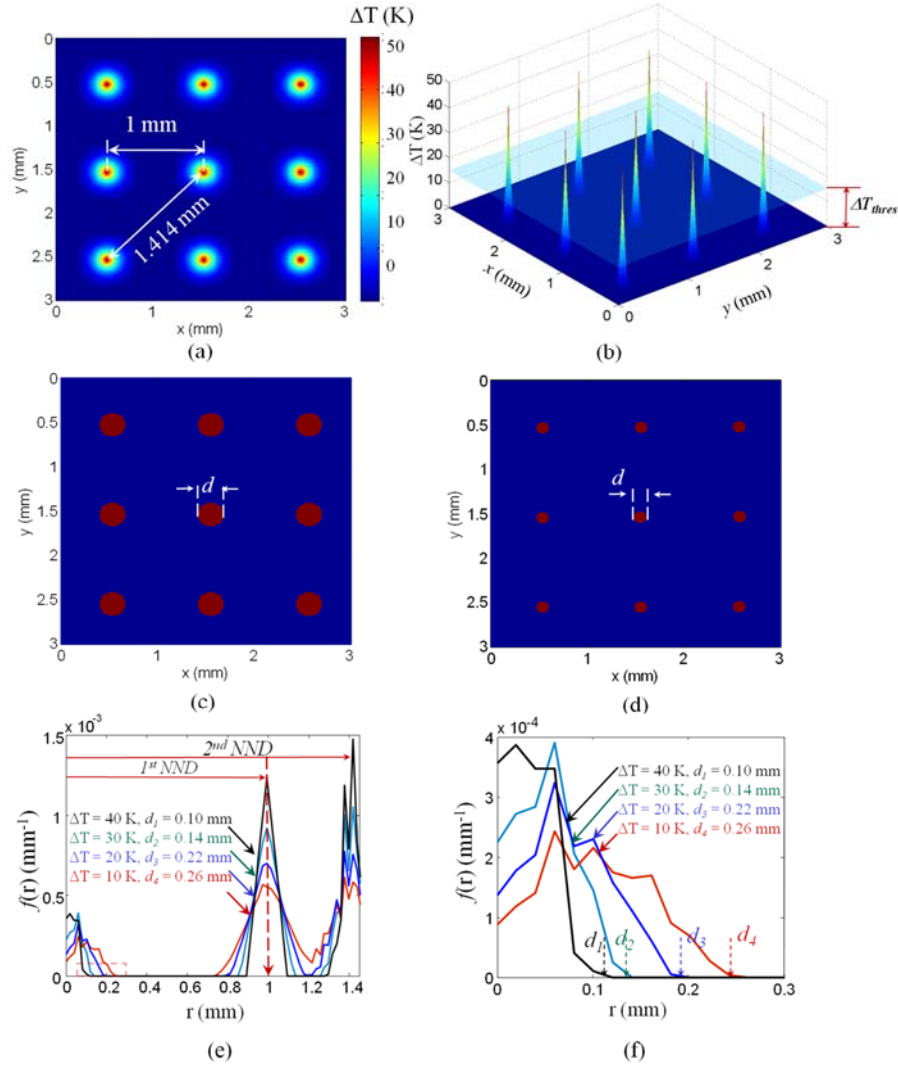 ΔT (K)
0
0.5
1
1.5
2
2.5
3
y (mm)
1 mm
1.414 mm
0
1
2
3
x (mm)
50
40
30
20
10
0
(a)
50
40
30
20
10
0
ΔT (K)
3
2
1
0
x (mm)
0
1
2
3
y (mm)
ΔT_thres
(b)
0
0.5
1
1.5
2
2.5
3
y (mm)
d
0
1
2
3
x (mm)
(c)
0
0.5
1
1.5
2
2.5
3
y (mm)
d
0
1
2
3
x (mm)
(d)
x 10⁻³
1.5
1
0.5
0
f(r) (mm⁻¹)
2ⁿᵈ NND
1ˢᵗ NND
ΔT = 40 K, d₁ = 0.10 mm
ΔT = 30 K, d₂ = 0.14 mm
ΔT = 20 K, d₃ = 0.22 mm
ΔT = 10 K, d₄ = 0.26 mm
0 0.2 0.4 0.6 0.8 1 1.2 1.4
r (mm)
(e)
x 10⁻⁴
4
3
2
1
0
f(r) (mm⁻¹)
ΔT = 40 K, d₁ = 0.10 mm
ΔT = 30 K, d₂ = 0.14 mm
ΔT = 20 K, d₃ = 0.22 mm
ΔT = 10 K, d₄ = 0.26 mm
d₁ d₂ d₃ d₄
0 0.1 0.2 0.3
r (mm)
(f)